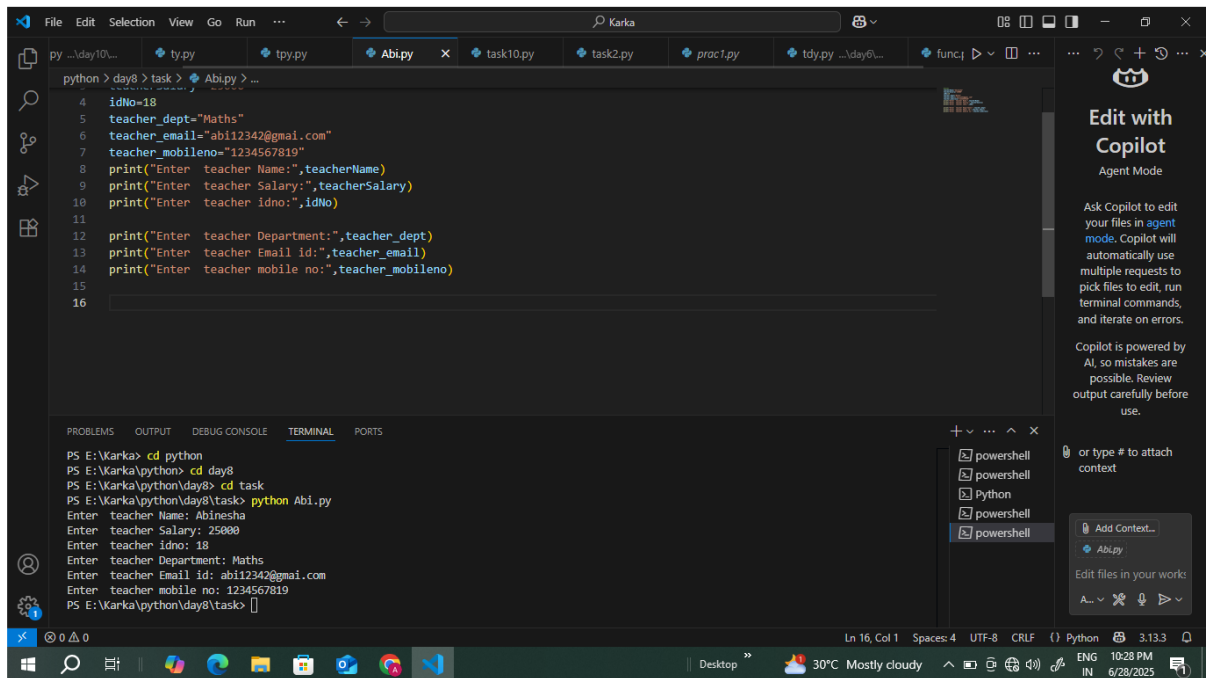 File Edit Selection View Go Run ··· ← → Karka
py ...\day10\... ty.py tpy.py Abi.py × task10.py task2.py prac1.py tdy.py ...\day6\... func.p
python > day8 > task > Abi.py > ...
4 idNo=18
5 teacher_dept="Maths"
6 teacher_email="abi12342@gmai.com"
7 teacher_mobileno="1234567819"
8 print("Enter  teacher Name:",teacherName)
9 print("Enter  teacher Salary:",teacherSalary)
10 print("Enter  teacher idno:",idNo)
11
12 print("Enter  teacher Department:",teacher_dept)
13 print("Enter  teacher Email id:",teacher_email)
14 print("Enter  teacher mobile no:",teacher_mobileno)
15
16
Edit with
Copilot
Agent Mode
Ask Copilot to edit
your files in agent
mode. Copilot will
automatically use
multiple requests to
pick files to edit, run
terminal commands,
and iterate on errors.
Copilot is powered by
AI, so mistakes are
possible. Review
output carefully before
use.
or type # to attach
context
Add Context...
Abi.py
Edit files in your works
A...
PROBLEMS OUTPUT DEBUG CONSOLE TERMINAL PORTS
PS E:\Karka> cd python
PS E:\Karka\python> cd day8
PS E:\Karka\python\day8> cd task
PS E:\Karka\python\day8\task> python Abi.py
Enter  teacher Name: Abinesha
Enter  teacher Salary: 25000
Enter  teacher idno: 18
Enter  teacher Department: Maths
Enter  teacher Email id: abi12342@gmai.com
Enter  teacher mobile no: 1234567819
PS E:\Karka\python\day8\task>
powershell
powershell
Python
powershell
powershell
0 0 Ln 16, Col 1 Spaces: 4 UTF-8 CRLF {} Python 3.13.3
Desktop » 30°C Mostly cloudy ENG IN 10:28 PM 6/28/2025